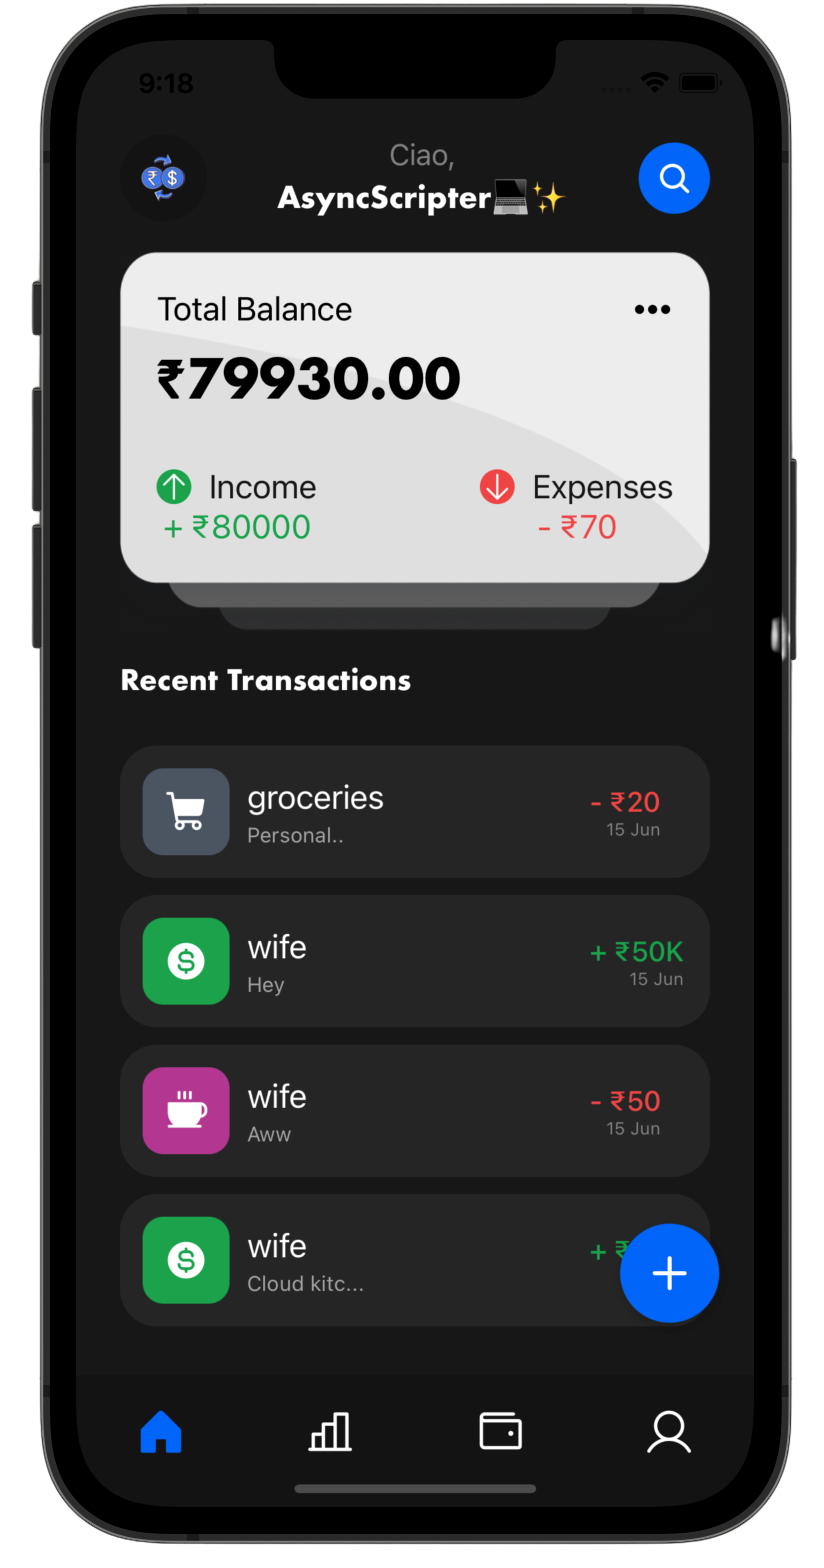 9:18
Ciao,
AsyncScripter💻✨
Total Balance
₹79930.00
Income
Expenses
+ ₹80000
- ₹70
Recent Transactions
groceries
- ₹20
Personal..
15 Jun
wife
+ ₹50K
Hey
15 Jun
wife
- ₹50
Aww
15 Jun
wife
+ ₹
Cloud kitc...